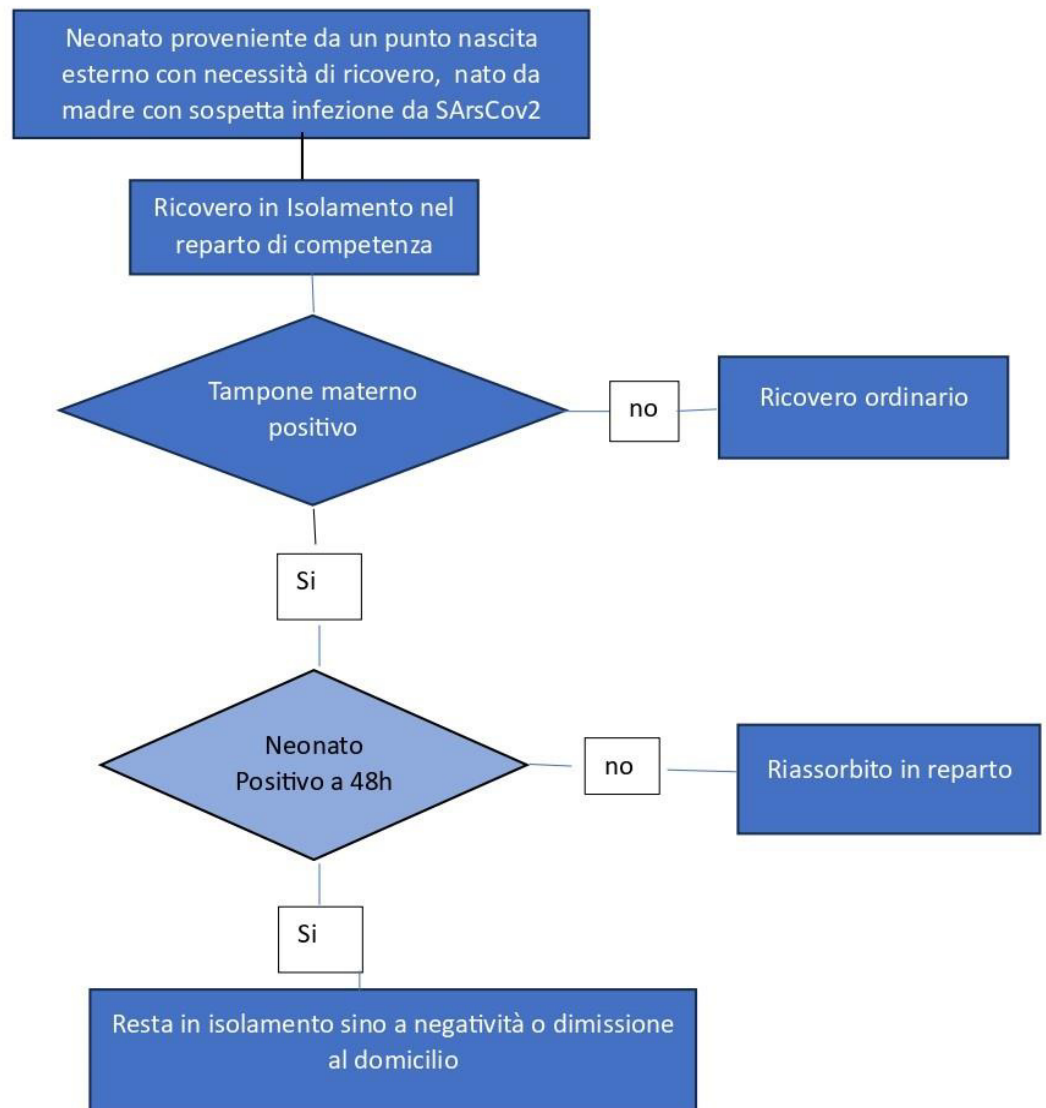 Neonato proveniente da un punto nascita
esterno con necessità di ricovero, nato da
madre con sospetta infezione da SArsCov2
Ricovero in Isolamento nel
reparto di competenza
Tampone materno
positivo
no
Ricovero ordinario
Si
Neonato
Positivo a 48h
no
Riassorbito in reparto
Si
Resta in isolamento sino a negatività o dimissione
al domicilio